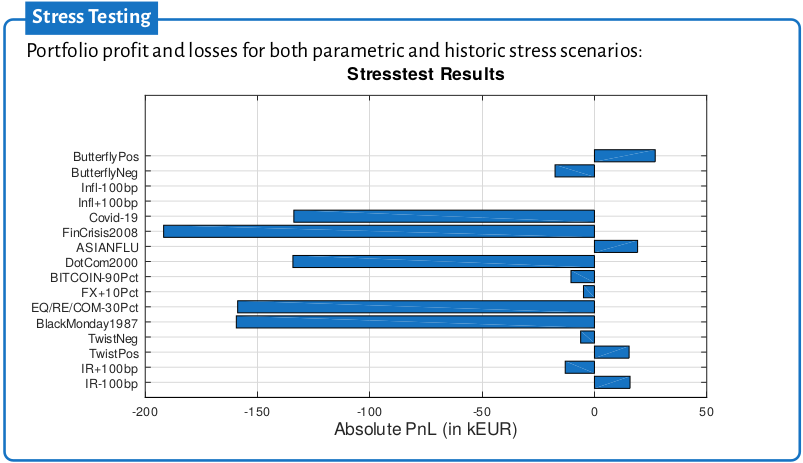 Stress Testing
Portfolio profit and losses for both parametric and historic stress scenarios:
Stresstest Results
ButterflyPos
ButterflyNeg
Infl-100bp
Infl+100bp
Covid-19
FinCrisis2008
ASIANFLU
DotCom2000
BITCOIN-90Pct
FX+10Pct
EQ/RE/COM-30Pct
BlackMonday1987
TwistNeg
TwistPos
IR+100bp
IR-100bp
-200 -150 -100 -50 0 50
Absolute PnL (in kEUR)